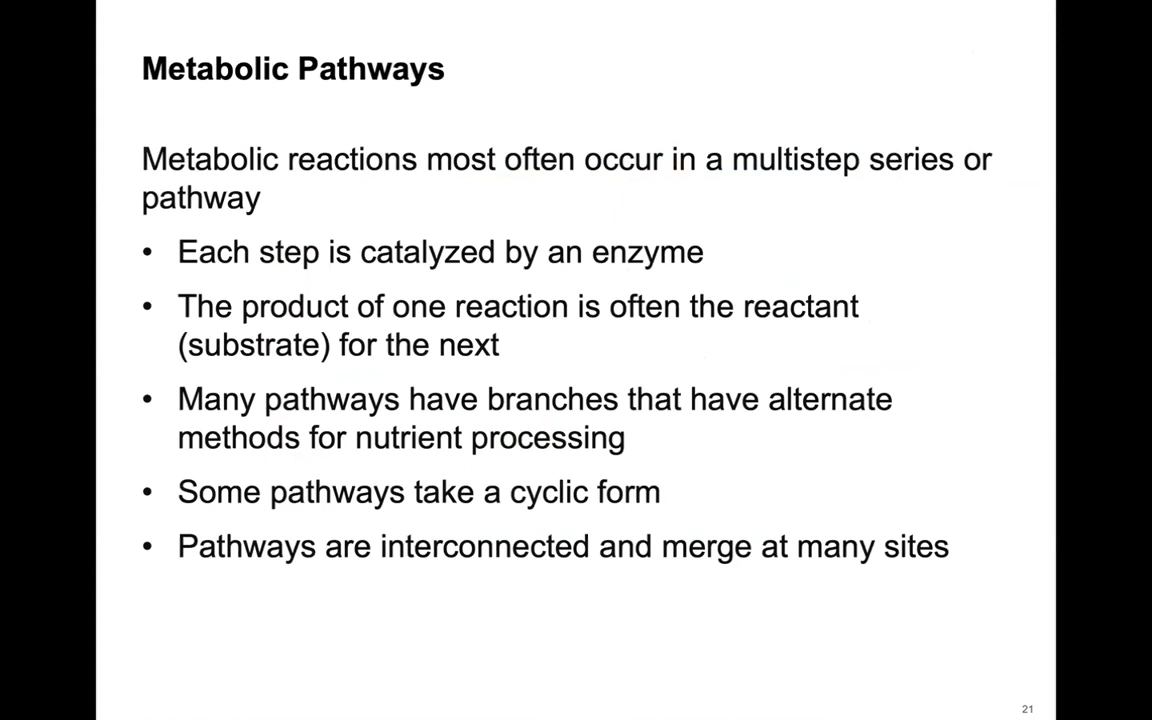 Metabolic Pathways
Metabolic reactions most often occur in a multistep series or
pathway
• Each step is catalyzed by an enzyme
• The product of one reaction is often the reactant
(substrate) for the next
• Many pathways have branches that have alternate
methods for nutrient processing
• Some pathways take a cyclic form
• Pathways are interconnected and merge at many sites
21